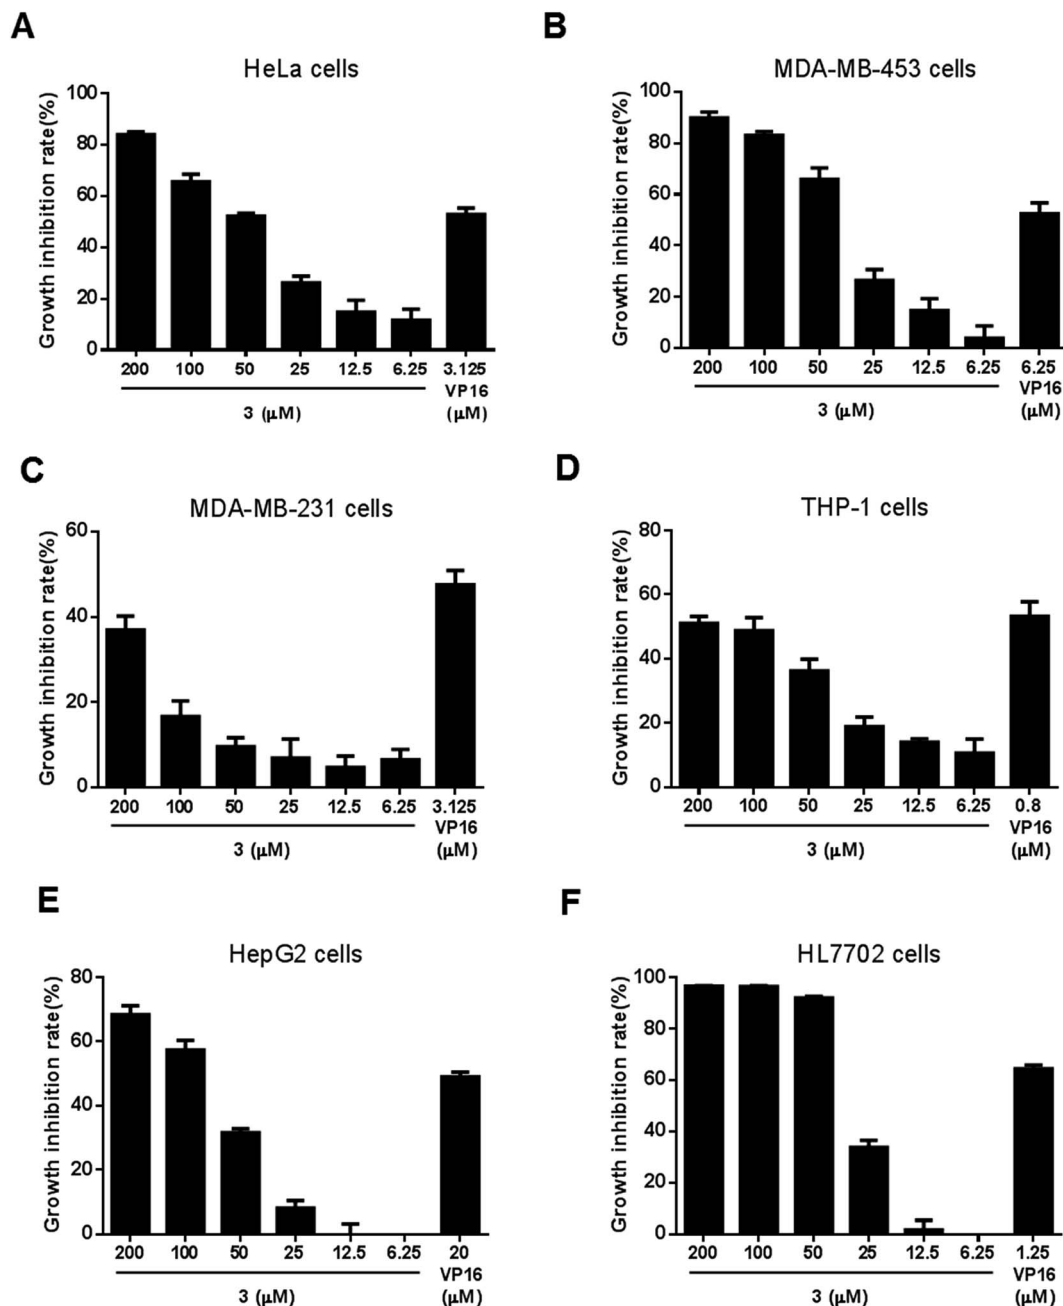 A
HeLa cells
Growth inhibition rate(%)
100
80
60
40
20
0
200 100 50 25 12.5 6.25 3.125
VP16
3 (μM) (μM)
B
MDA-MB-453 cells
Growth inhibition rate(%)
100
80
60
40
20
0
200 100 50 25 12.5 6.25 6.25
VP16
3 (μM) (μM)
C
MDA-MB-231 cells
Growth inhibition rate(%)
60
40
20
0
200 100 50 25 12.5 6.25 3.125
VP16
3 (μM) (μM)
D
THP-1 cells
Growth inhibition rate(%)
80
60
40
20
0
200 100 50 25 12.5 6.25 0.8
VP16
3 (μM) (μM)
E
HepG2 cells
Growth inhibition rate(%)
80
60
40
20
0
200 100 50 25 12.5 6.25 20
VP16
3 (μM) (μM)
F
HL7702 cells
Growth inhibition rate(%)
100
80
60
40
20
0
200 100 50 25 12.5 6.25 1.25
VP16
3 (μM) (μM)